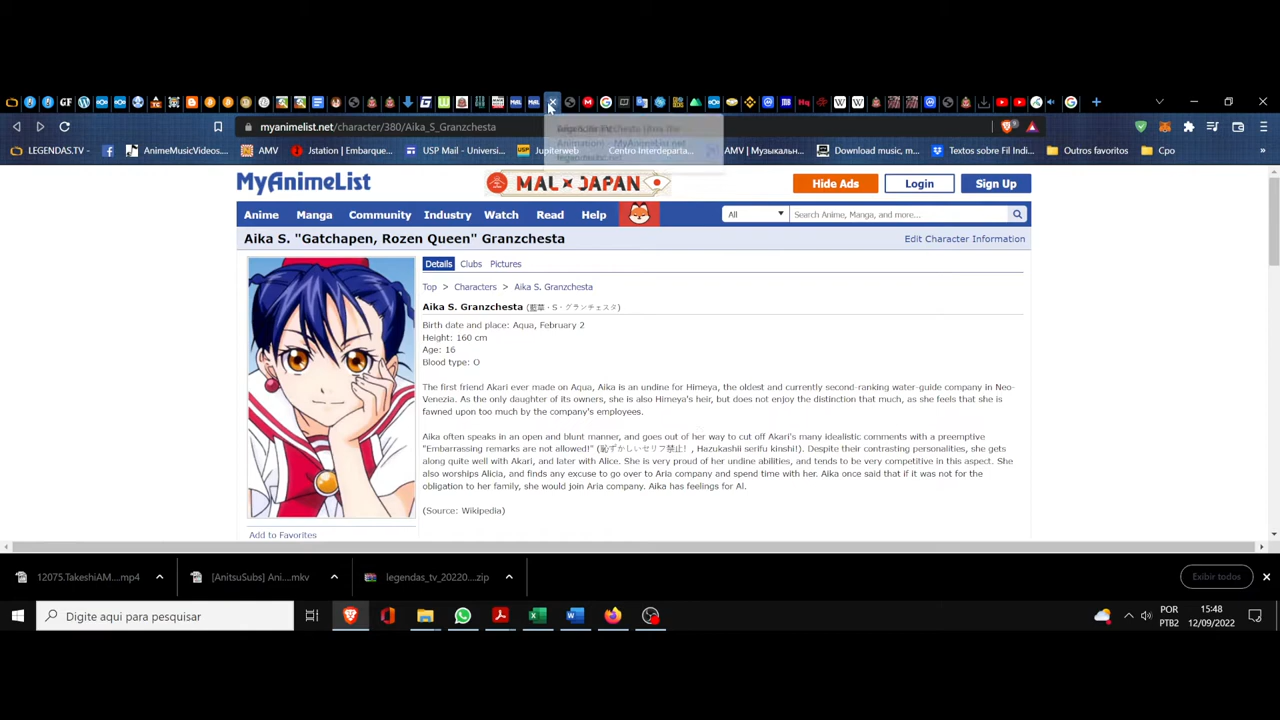 myanimelist.net/character/380/Aika_S_Granzchesta
LEGENDAS.TV -
AnimeMusicVideos...
AMV
Jstation | Embarque...
USP Mail - Universi...
Jupiterweb
Centro Interdeparta...
AMV | Музыкальн...
Download music, m...
Textos sobre Fil Indi...
Outros favoritos
Cpo
MyAnimeList
MAL × JAPAN
Hide Ads
Login
Sign Up
Anime
Manga
Community
Industry
Watch
Read
Help
All
Search Anime, Manga, and more...
Aika S. "Gatchapen, Rozen Queen" Granzchesta
Edit Character Information
Details
Clubs
Pictures
Top > Characters > Aika S. Granzchesta
Aika S. Granzchesta (藍華・S・グランチェスタ)
Birth date and place: Aqua, February 2
Height: 160 cm
Age: 16
Blood type: O
The first friend Akari ever made on Aqua, Aika is an undine for Himeya, the oldest and currently second-ranking water-guide company in Neo-
Venezia. As the only daughter of its owners, she is also Himeya's heir, but does not enjoy the distinction that much, as she feels that she is
fawned upon too much by the company's employees.
Aika often speaks in an open and blunt manner, and goes out of her way to cut off Akari's many idealistic comments with a preemptive
"Embarrassing remarks are not allowed!" (恥ずかしいセリフ禁止! , Hazukashii serifu kinshi!). Despite their contrasting personalities, she gets
along quite well with Akari, and later with Alice. She is very proud of her undine abilities, and tends to be very competitive in this aspect. She
also worships Alicia, and finds any excuse to go over to Aria company and spend time with her. Aika once said that if it was not for the
obligation to her family, she would join Aria company. Aika has feelings for Al.
(Source: Wikipedia)
Add to Favorites
12075.TakeshiAM....mp4
[AnitsuSubs] Ani....mkv
legendas_tv_20220....zip
Exibir todos
Digite aqui para pesquisar
POR
PTB2
15:48
12/09/2022